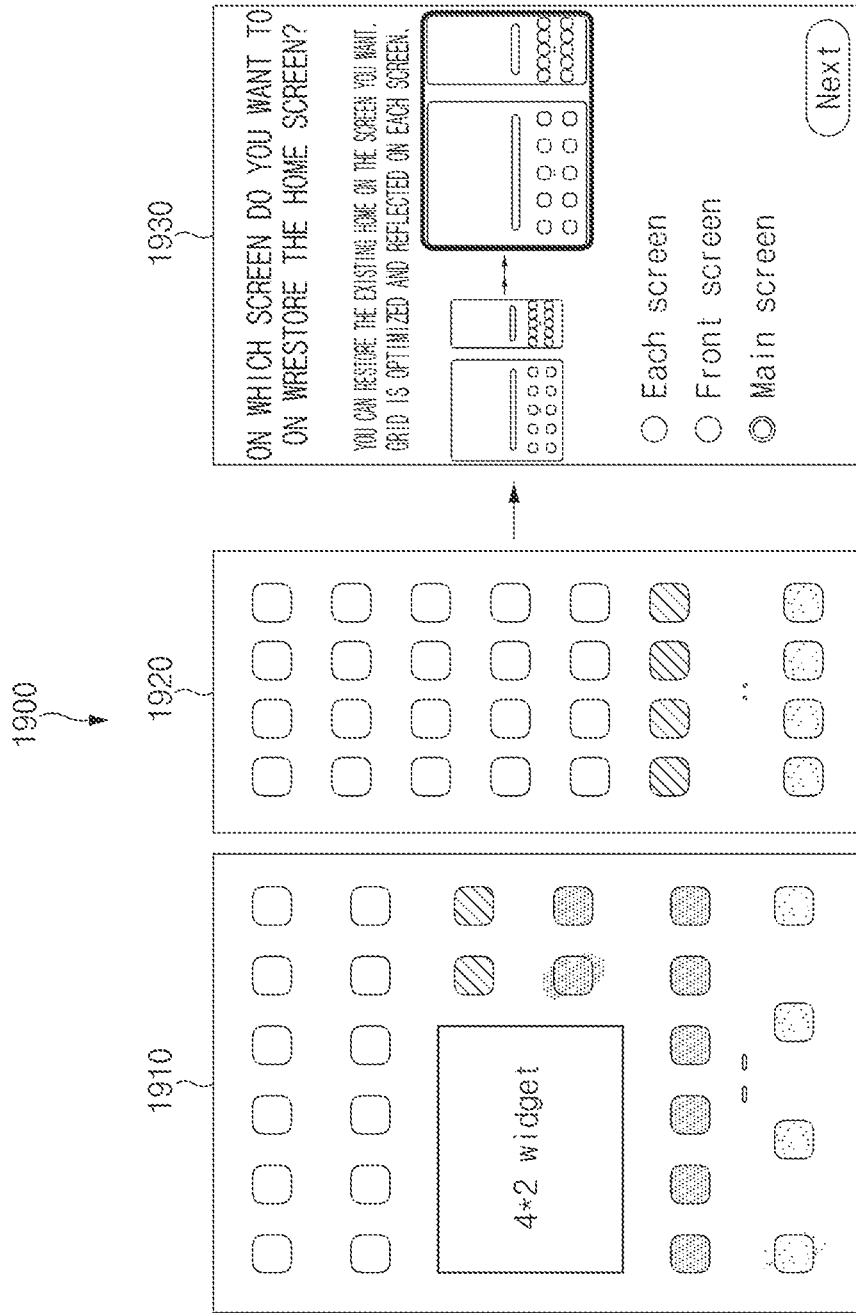 1900
1910
4*2 widget
1920
1930
ON WHICH SCREEN DO YOU WANT TO
ON WRESTORE THE HOME SCREEN?
YOU CAN RESTORE THE EXISTING HOME ON THE SCREEN YOU WANT.
GRID IS OPTIMIZED AND REFLECTED ON EACH SCREEN.
Each screen
Front screen
Main screen
Next